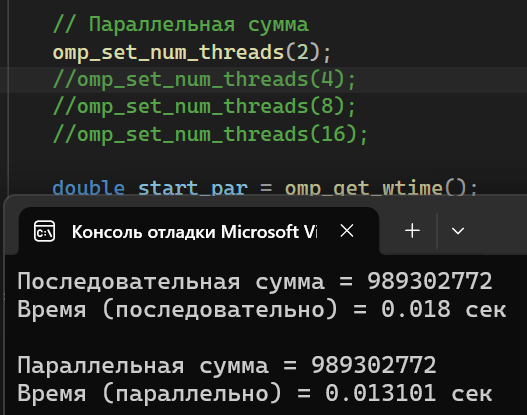 // Параллельная сумма
omp_set_num_threads(2);
//omp_set_num_threads(4);
//omp_set_num_threads(8);
//omp_set_num_threads(16);
double start_par = omp_get_wtime();
Консоль отладки Microsoft Vi
Последовательная сумма = 989302772
Время (последовательно) = 0.018 сек
Параллельная сумма = 989302772
Время (параллельно) = 0.013101 сек